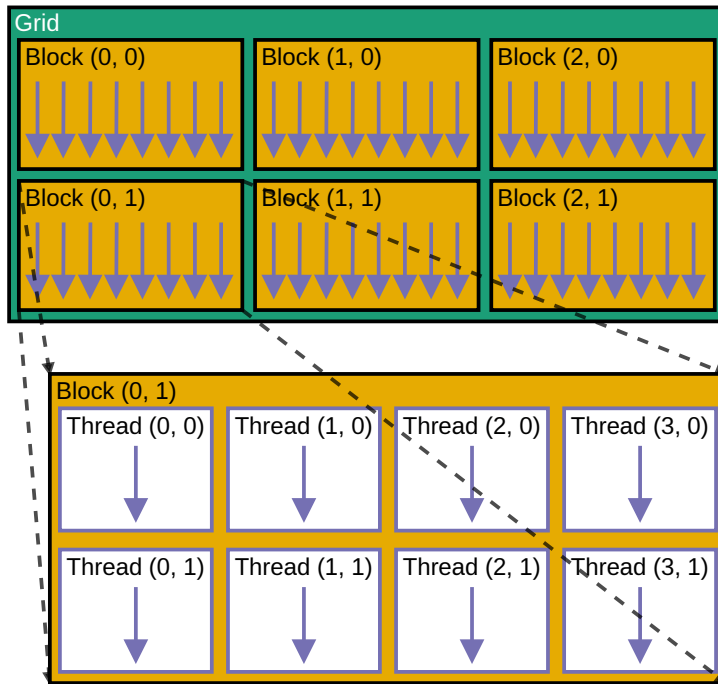 Grid
Block (0, 0) Block (1, 0) Block (2, 0)
Block (0, 1) Block (1, 1) Block (2, 1)
Block (0, 1)
Thread (0, 0) Thread (1, 0) Thread (2, 0) Thread (3, 0)
Thread (0, 1) Thread (1, 1) Thread (2, 1) Thread (3, 1)